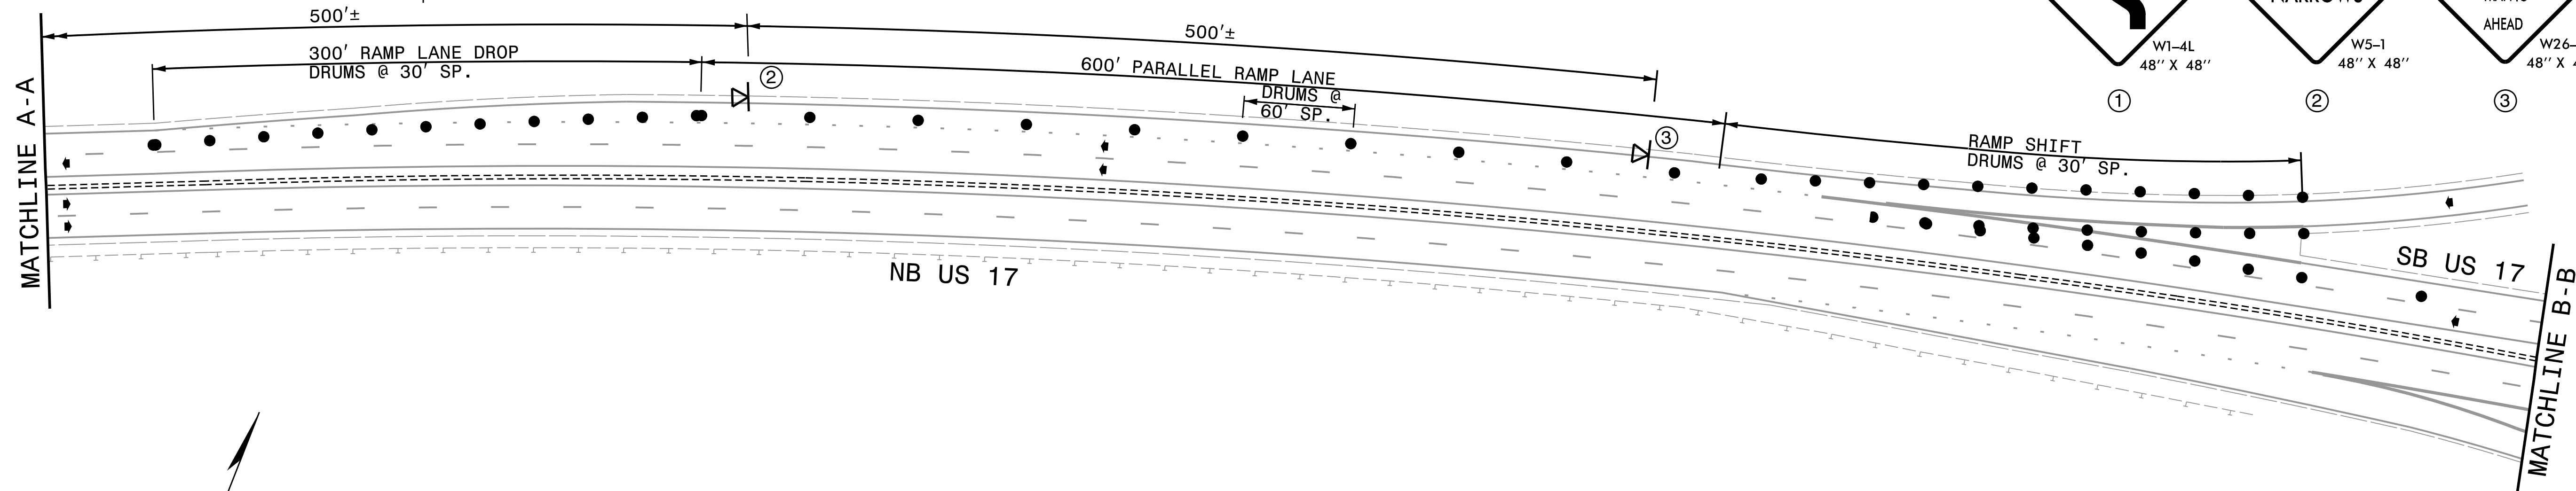 500'±
300' RAMP LANE DROP
DRUMS @ 30' SP.
②
500'±
600' PARALLEL RAMP LANE
DRUMS @
60' SP.
③
RAMP SHIFT
DRUMS @ 30' SP.
AHEAD
W1-4L
48'' X 48''
W5-1
48'' X 48''
①
②
③
MATCHLINE A-A
NB US 17
SB US 17
MATCHLINE B-B